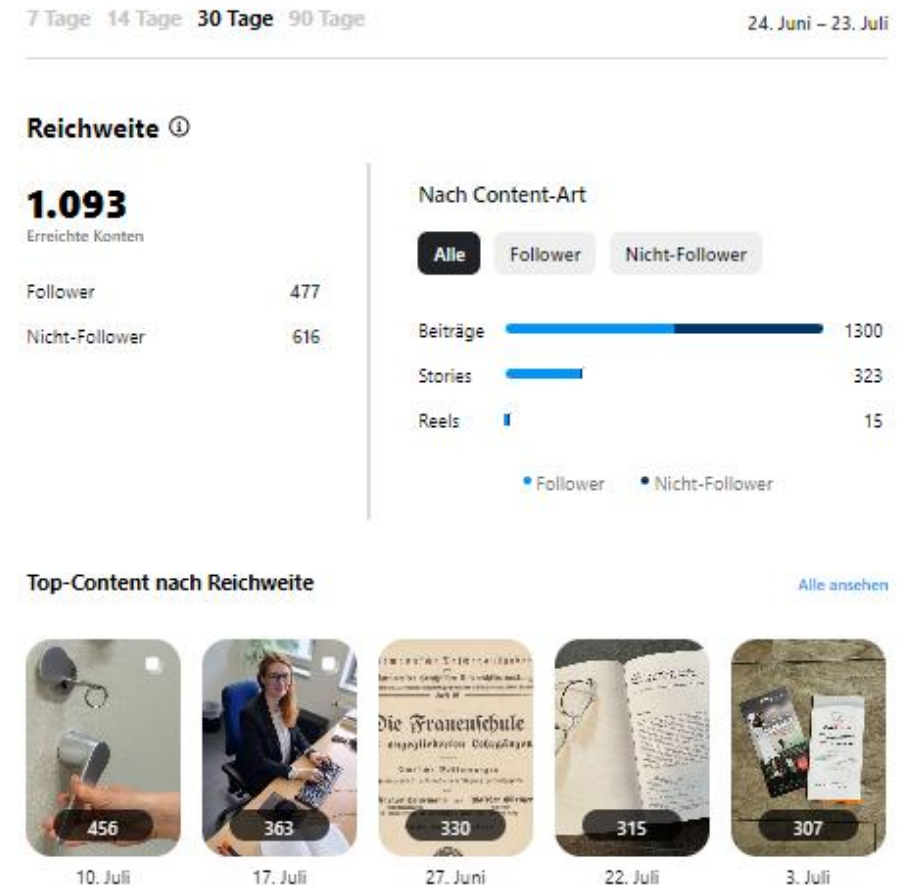 7 Tage 14 Tage 30 Tage 90 Tage
24. Juni – 23. Juli
Reichweite
1.093
Erreichte Konten
Follower 477
Nicht-Follower 616
Nach Content-Art
Alle Follower Nicht-Follower
Beiträge 1300
Stories 323
Reels 15
Follower Nicht-Follower
Top-Content nach Reichweite
Alle ansehen
Die Frauenschule
456 363 330 315 307
10. Juli 17. Juli 27. Juni 22. Juli 3. Juli